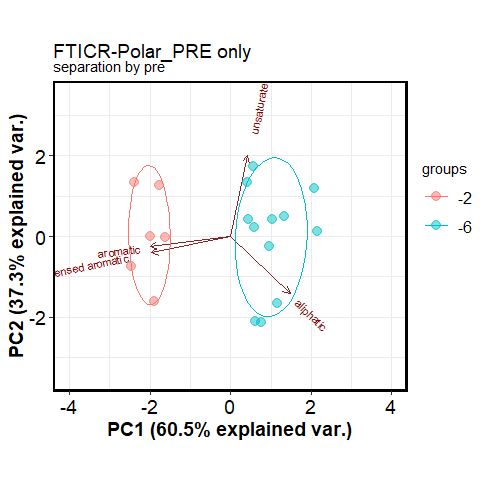 FTICR-Polar_PRE only
separation by pre
PC2 (37.3% explained var.)
2
0
-2
unsaturate
aromatic
ensed aromatic
aliphatic
-4
-2
0
2
4
PC1 (60.5% explained var.)
groups
-2
-6